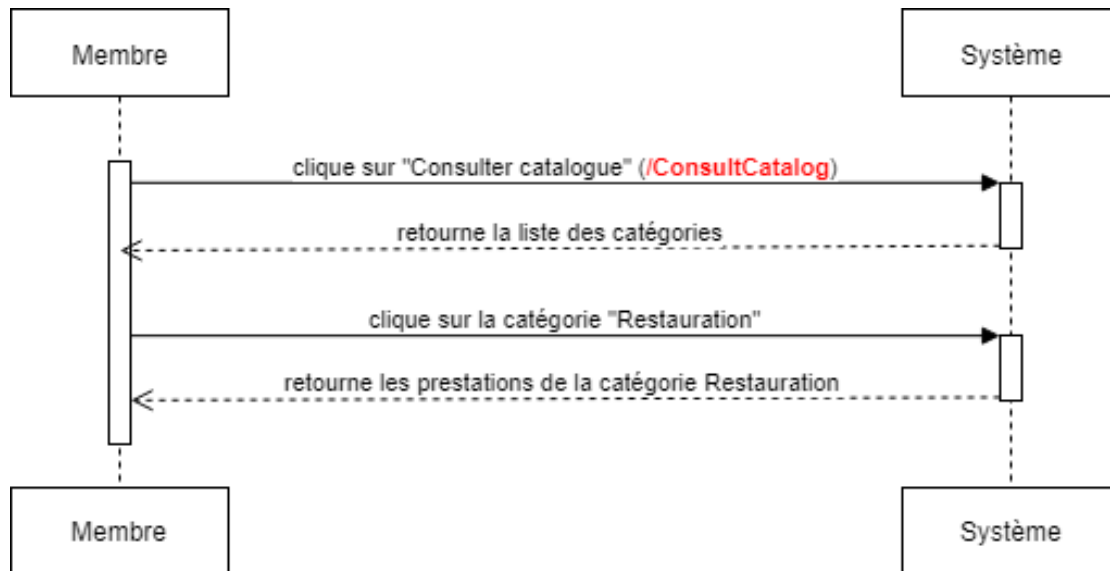 Membre
Système
clique sur "Consulter catalogue" (/ConsultCatalog)
retourne la liste des catégories
clique sur la catégorie "Restauration"
retourne les prestations de la catégorie Restauration
Membre
Système